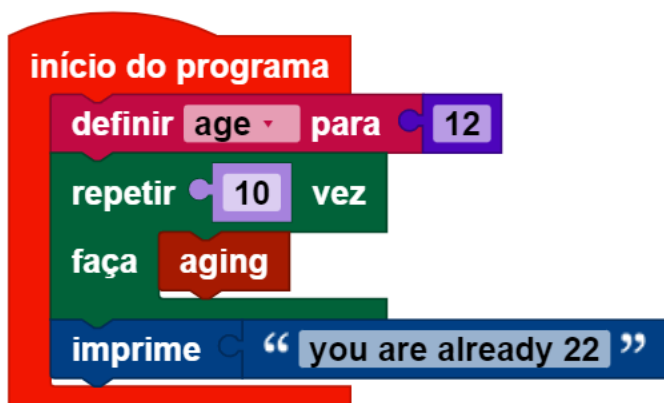 início do programa
definir age para 12
repetir 10 vez
faça aging
imprime “ you are already 22 ”